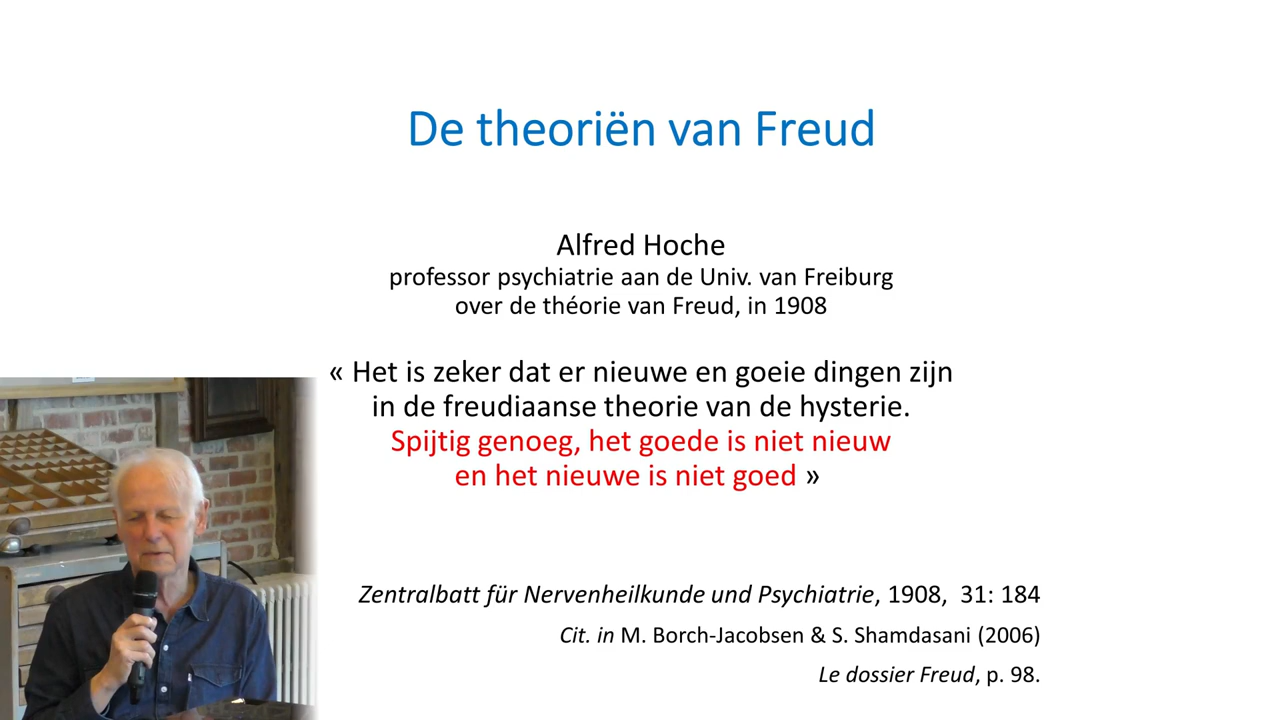 De theoriën van Freud
Alfred Hoche
professor psychiatrie aan de Univ. van Freiburg
over de théorie van Freud, in 1908
« Het is zeker dat er nieuwe en goeie dingen zijn
in de freudiaanse theorie van de hysterie.
Spijtig genoeg, het goede is niet nieuw
en het nieuwe is niet goed »
Zentralbatt für Nervenheilkunde und Psychiatrie, 1908,  31: 184
Cit. in M. Borch-Jacobsen & S. Shamdasani (2006)
Le dossier Freud, p. 98.